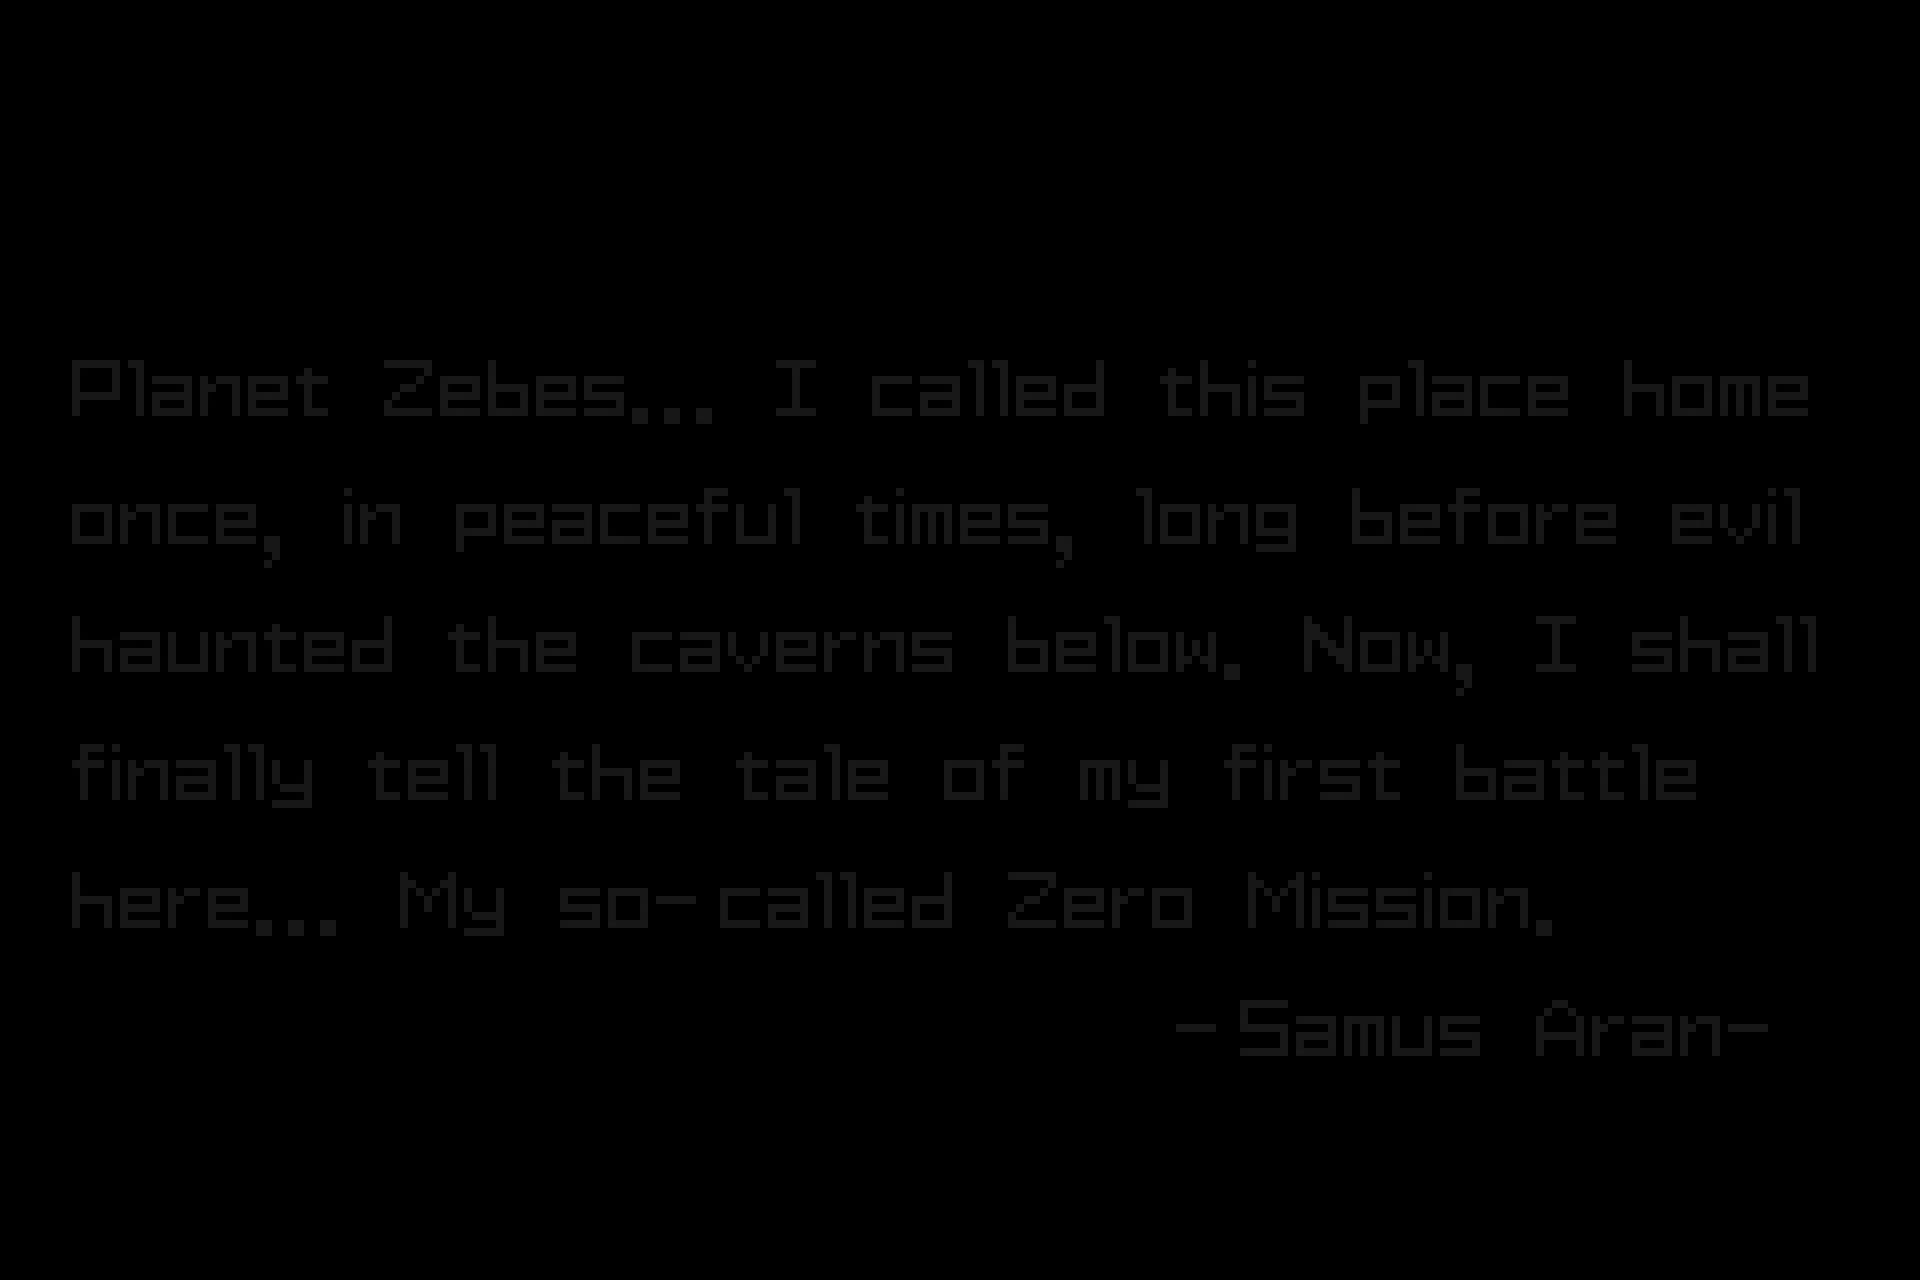 Planet Zebes... I called this place home
once, in peaceful times, long before evil
haunted the caverns below. Now, I shall
finally tell the tale of my first battle
here... My so-called Zero Mission.
-Samus Aran-